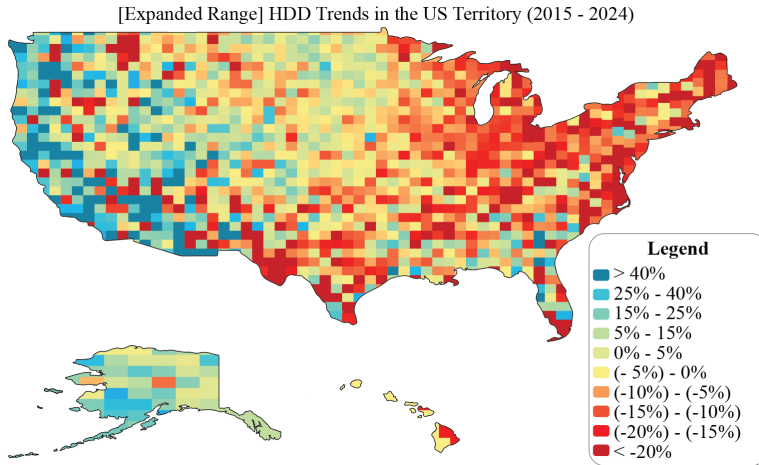 [Expanded Range] HDD Trends in the US Territory (2015 - 2024)
Legend
> 40%
25% - 40%
15% - 25%
5% - 15%
0% - 5%
(- 5%) - 0%
(-10%) - (-5%)
(-15%) - (-10%)
(-20%) - (-15%)
< -20%